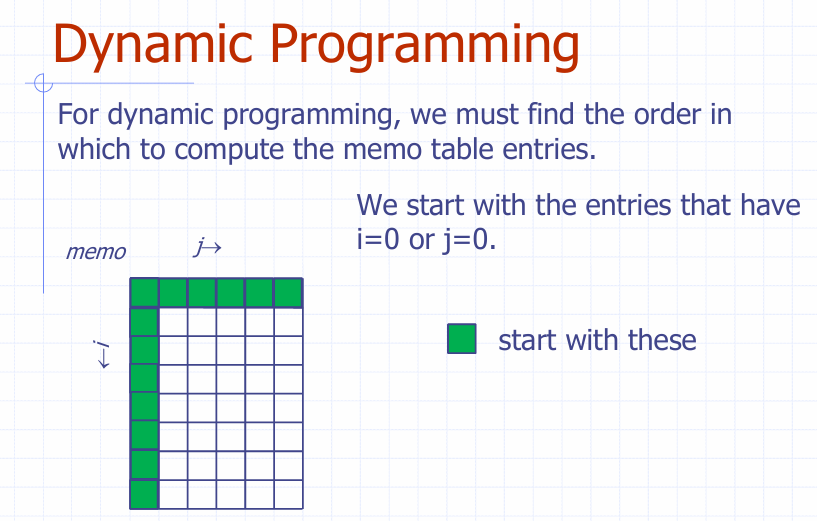 Dynamic Programming
For dynamic programming, we must find the order in
which to compute the memo table entries.
We start with the entries that have
i=0 or j=0.
memo
j→
←i
start with these